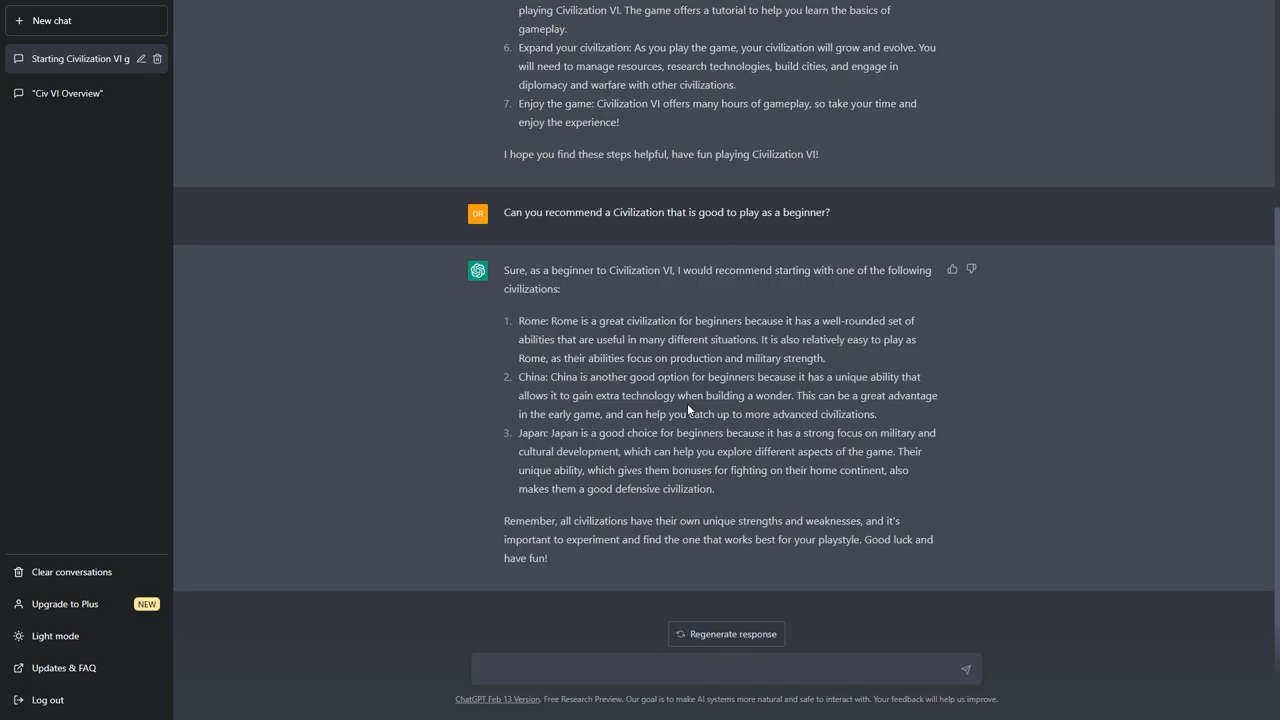 New chat
Starting Civilization VI g
"Civ VI Overview"
Clear conversations
Upgrade to Plus
NEW
Light mode
Updates & FAQ
Log out
playing Civilization VI. The game offers a tutorial to help you learn the basics of
gameplay.
6. Expand your civilization: As you play the game, your civilization will grow and evolve. You
will need to manage resources, research technologies, build cities, and engage in
diplomacy and warfare with other civilizations.
7. Enjoy the game: Civilization VI offers many hours of gameplay, so take your time and
enjoy the experience!
I hope you find these steps helpful, have fun playing Civilization VI!
DR
Can you recommend a Civilization that is good to play as a beginner?
Sure, as a beginner to Civilization VI, I would recommend starting with one of the following
civilizations:
1. Rome: Rome is a great civilization for beginners because it has a well-rounded set of
abilities that are useful in many different situations. It is also relatively easy to play as
Rome, as their abilities focus on production and military strength.
2. China: China is another good option for beginners because it has a unique ability that
allows it to gain extra technology when building a wonder. This can be a great advantage
in the early game, and can help you catch up to more advanced civilizations.
3. Japan: Japan is a good choice for beginners because it has a strong focus on military and
cultural development, which can help you explore different aspects of the game. Their
unique ability, which gives them bonuses for fighting on their home continent, also
makes them a good defensive civilization.
Remember, all civilizations have their own unique strengths and weaknesses, and it's
important to experiment and find the one that works best for your playstyle. Good luck and
have fun!
Regenerate response
ChatGPT Feb 13 Version. Free Research Preview. Our goal is to make AI systems more natural and safe to interact with. Your feedback will help us improve.